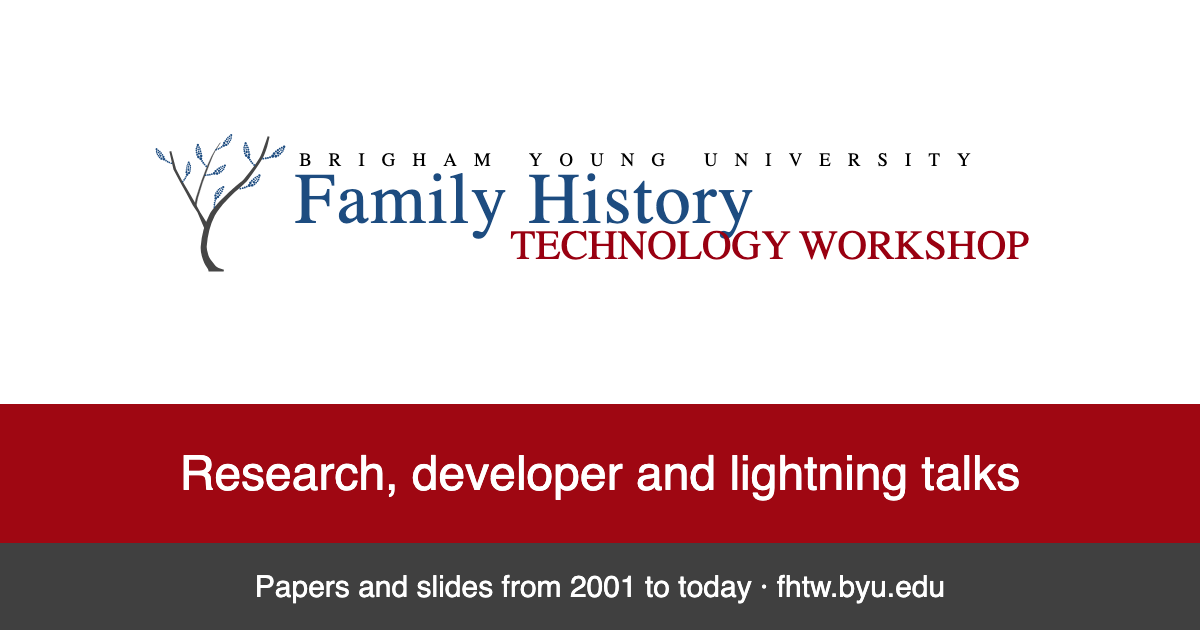 BRIGHAM YOUNG UNIVERSITY
Family History
TECHNOLOGY WORKSHOP
Research, developer and lightning talks
Papers and slides from 2001 to today · fhtw.byu.edu